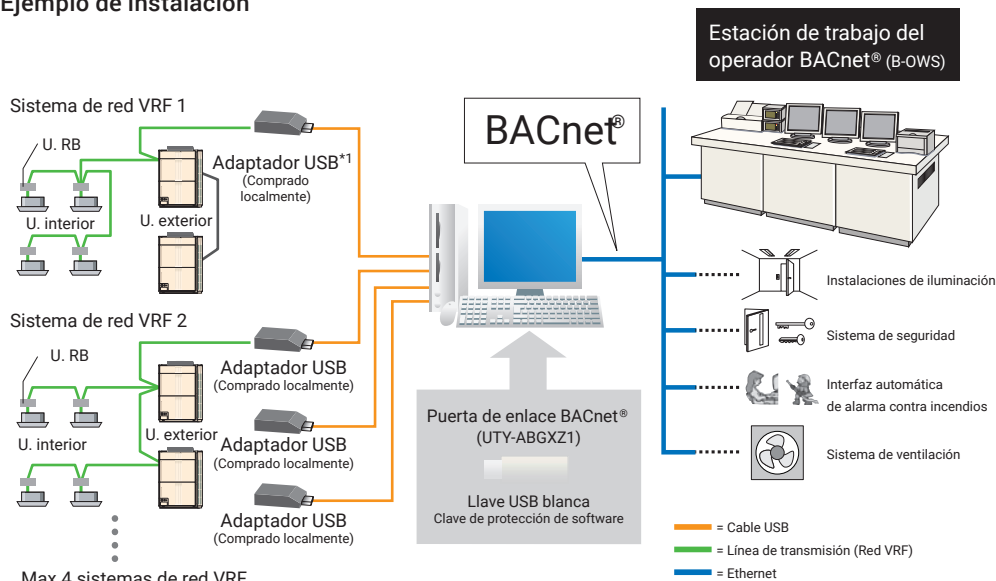 Ejemplo de instalación
Estación de trabajo del
operador BACnet® (B-OWS)
Sistema de red VRF 1
U. RB
U. interior
U. exterior
Adaptador USB*1
(Comprado
localmente)
BACnet®
Sistema de red VRF 2
U. RB
U. interior
U. exterior
Adaptador USB
(Comprado localmente)
Adaptador USB
(Comprado localmente)
Adaptador USB
(Comprado localmente)
Max 4 sistemas de red VRF
Puerta de enlace BACnet®
(UTY-ABGXZ1)
Llave USB blanca
Clave de protección de software
Instalaciones de iluminación
Sistema de seguridad
Interfaz automática
de alarma contra incendios
Sistema de ventilación
= Cable USB
= Línea de transmisión (Red VRF)
= Ethernet